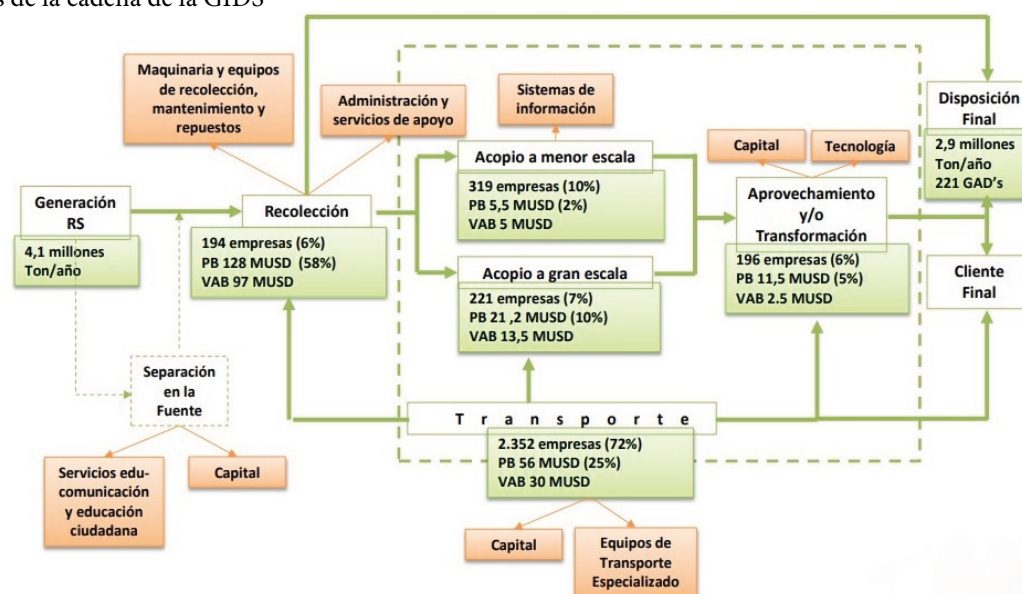 s de la cadena de la GIDS
Maquinaria y equipos
de recolección,
mantenimiento y
repuestos
Administración y
servicios de apoyo
Sistemas de
información
Capital
Tecnología
Disposición
Final
2,9 millones
Ton/año
221 GAD’s
Generación
RS
4,1 millones
Ton/año
Recolección
194 empresas (6%)
PB 128 MUSD (58%)
VAB 97 MUSD
Acopio a menor escala
319 empresas (10%)
PB 5,5 MUSD (2%)
VAB 5 MUSD
Acopio a gran escala
221 empresas (7%)
PB 21 ,2 MUSD (10%)
VAB 13,5 MUSD
Aprovechamiento
y/o
Transformación
196 empresas (6%)
PB 11,5 MUSD (5%)
VAB 2.5 MUSD
Cliente
Final
Separación
en la
Fuente
Servicios edu-
comunicación
y educación
ciudadana
Capital
T r a n s p o r t e
2.352 empresas (72%)
PB 56 MUSD (25%)
VAB 30 MUSD
Capital
Equipos de
Transporte
Especializado